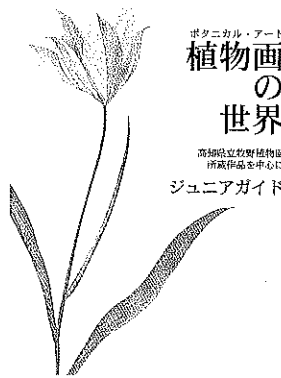 ボタニカル・アート
植物画
の
世界
高知県立牧野植物園
所蔵作品を中心に
ジュニアガイド